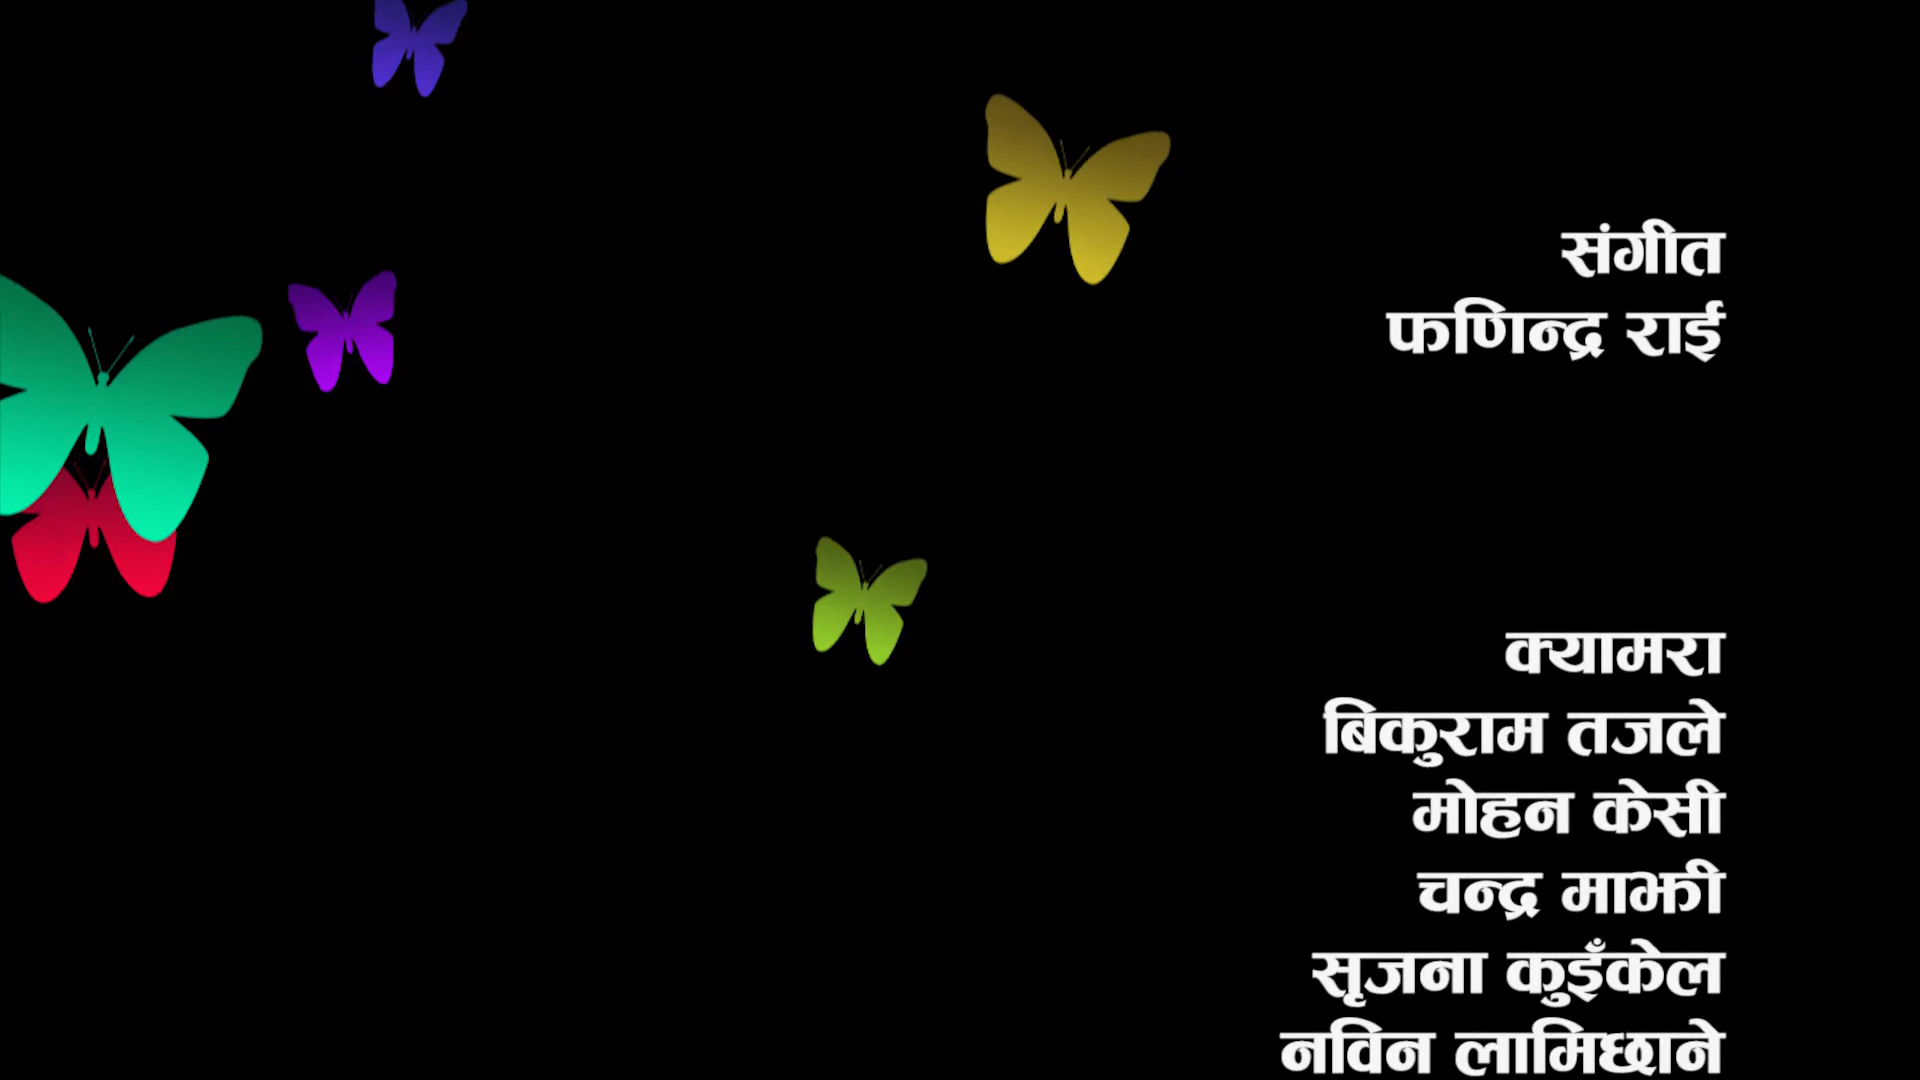 संगीत
फणिन्द्र राई
क्यामरा
बिकुराम तजले
मोहन केसी
चन्द्र माझी
सृजना कुइँकेल
नविन लामिछाने